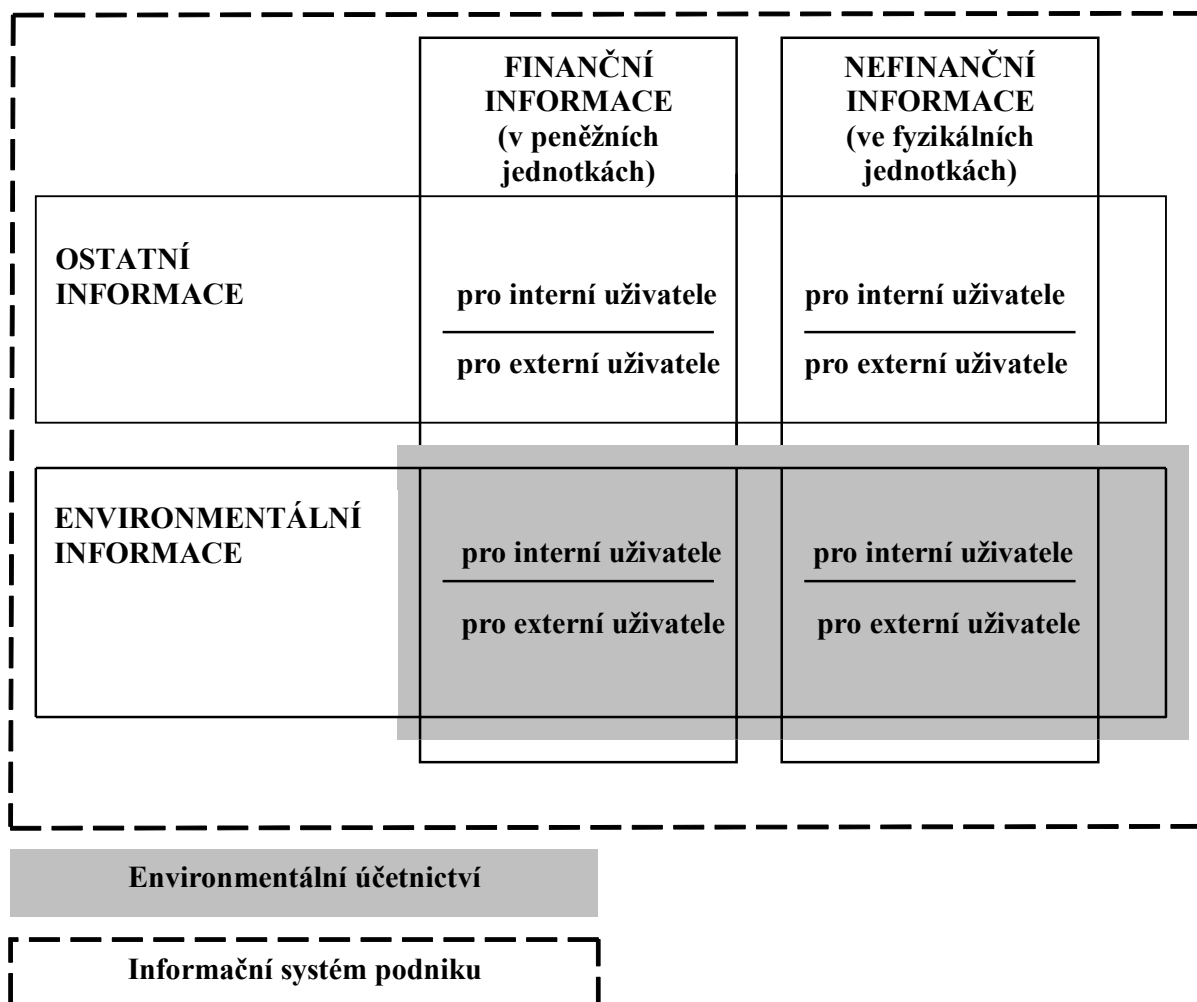 FINANČNÍ
INFORMACE
(v peněžních
jednotkách)
NEFINANČNÍ
INFORMACE
(ve fyzikálních
jednotkách)
OSTATNÍ
INFORMACE
pro interní uživatele
pro externí uživatele
pro interní uživatele
pro externí uživatele
ENVIRONMENTÁLNÍ
INFORMACE
pro interní uživatele
pro externí uživatele
pro interní uživatele
pro externí uživatele
Environmentální účetnictví
Informační systém podniku